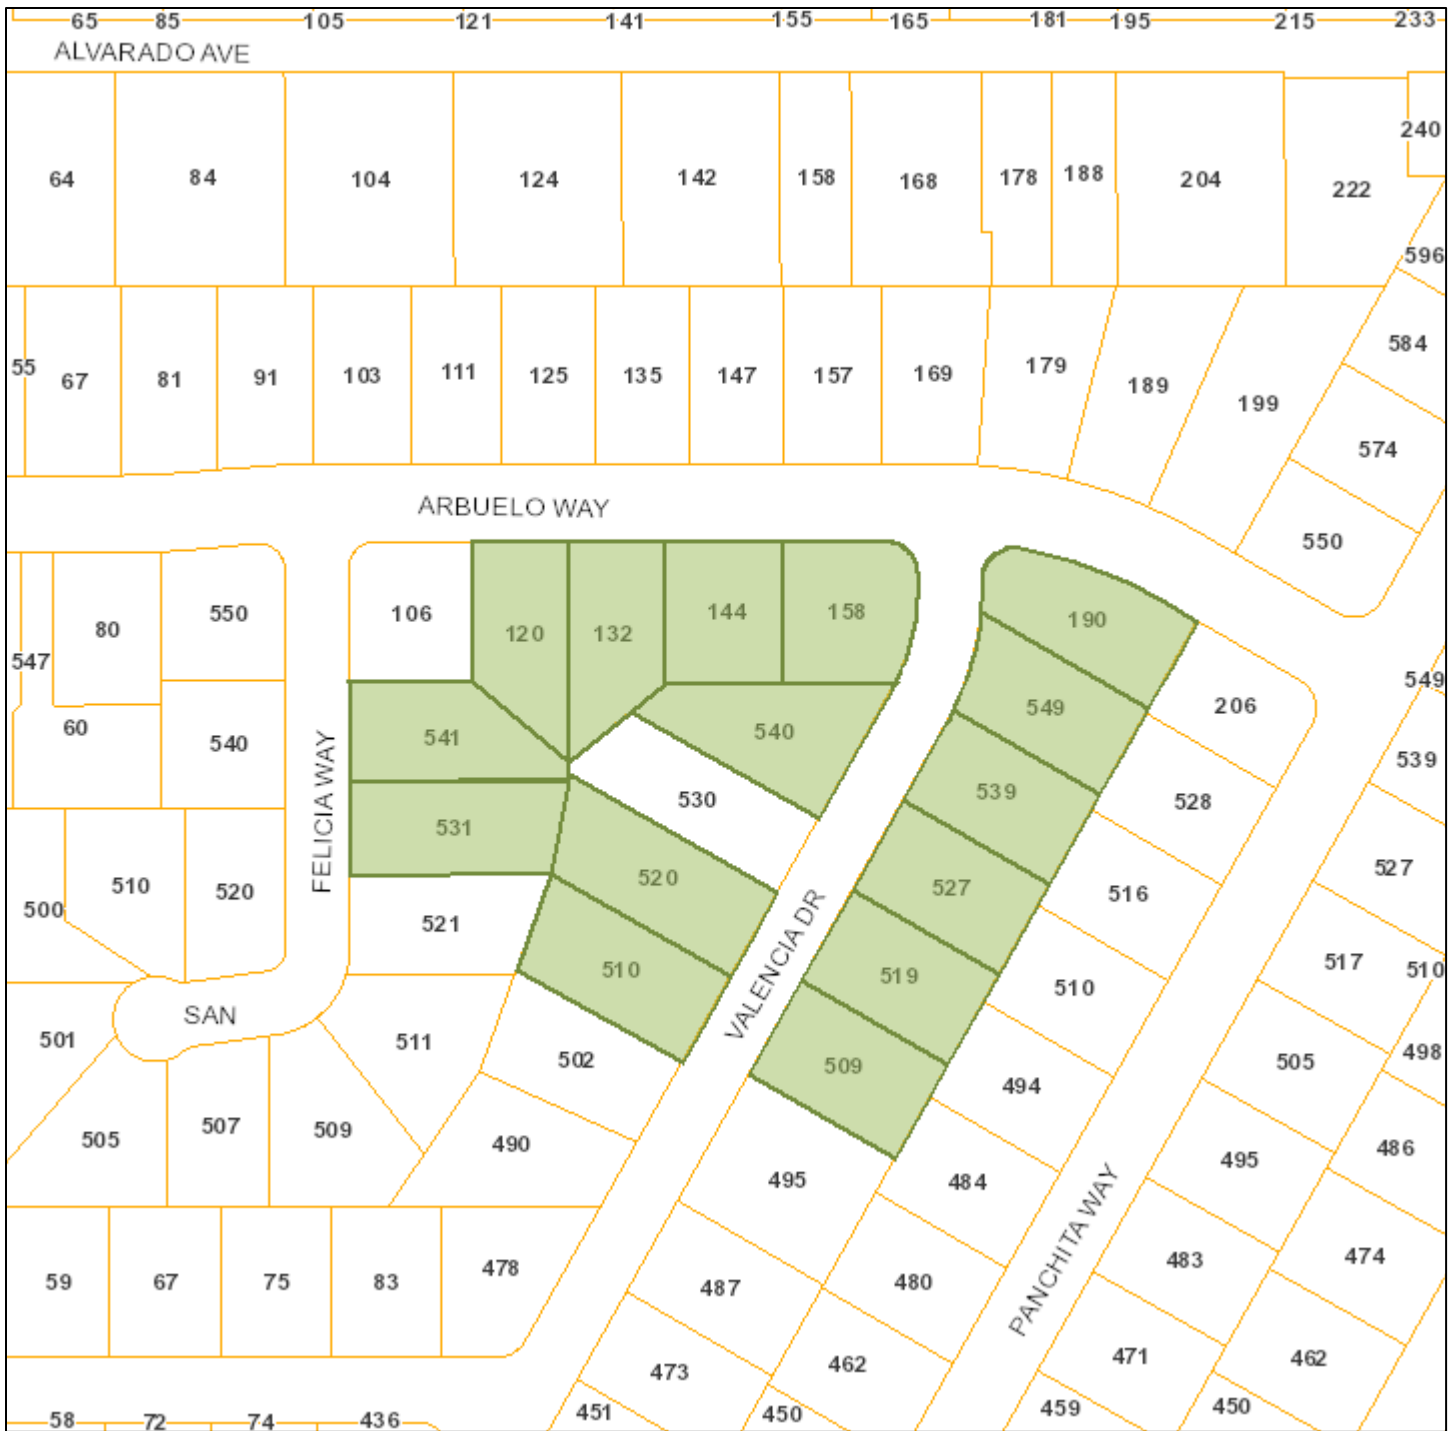 65 85 105 121 141 155 165 181 195 215 233
ALVARADO AVE
240
64 84 104 124 142 158 168 178 188 204 222
596
584
55 67 81 91 103 111 125 135 147 157 169 179 189 199
574
ARBUELO WAY
550
80 550 106 120 132 144 158 190
547
549
60 540 541 540 549 206
539
FELICIA WAY
530 539 528
531
527
500 510 520 521 520 527 516
VALENCIA DR
510 519 510 517 510
SAN
501 511 502 509 494 505 498
505 507 509 490 495 484 495 486
PANCHITA WAY
59 67 75 83 478 487 480 483 474
473 462 471 462
58 72 74 436 451 450 459 450